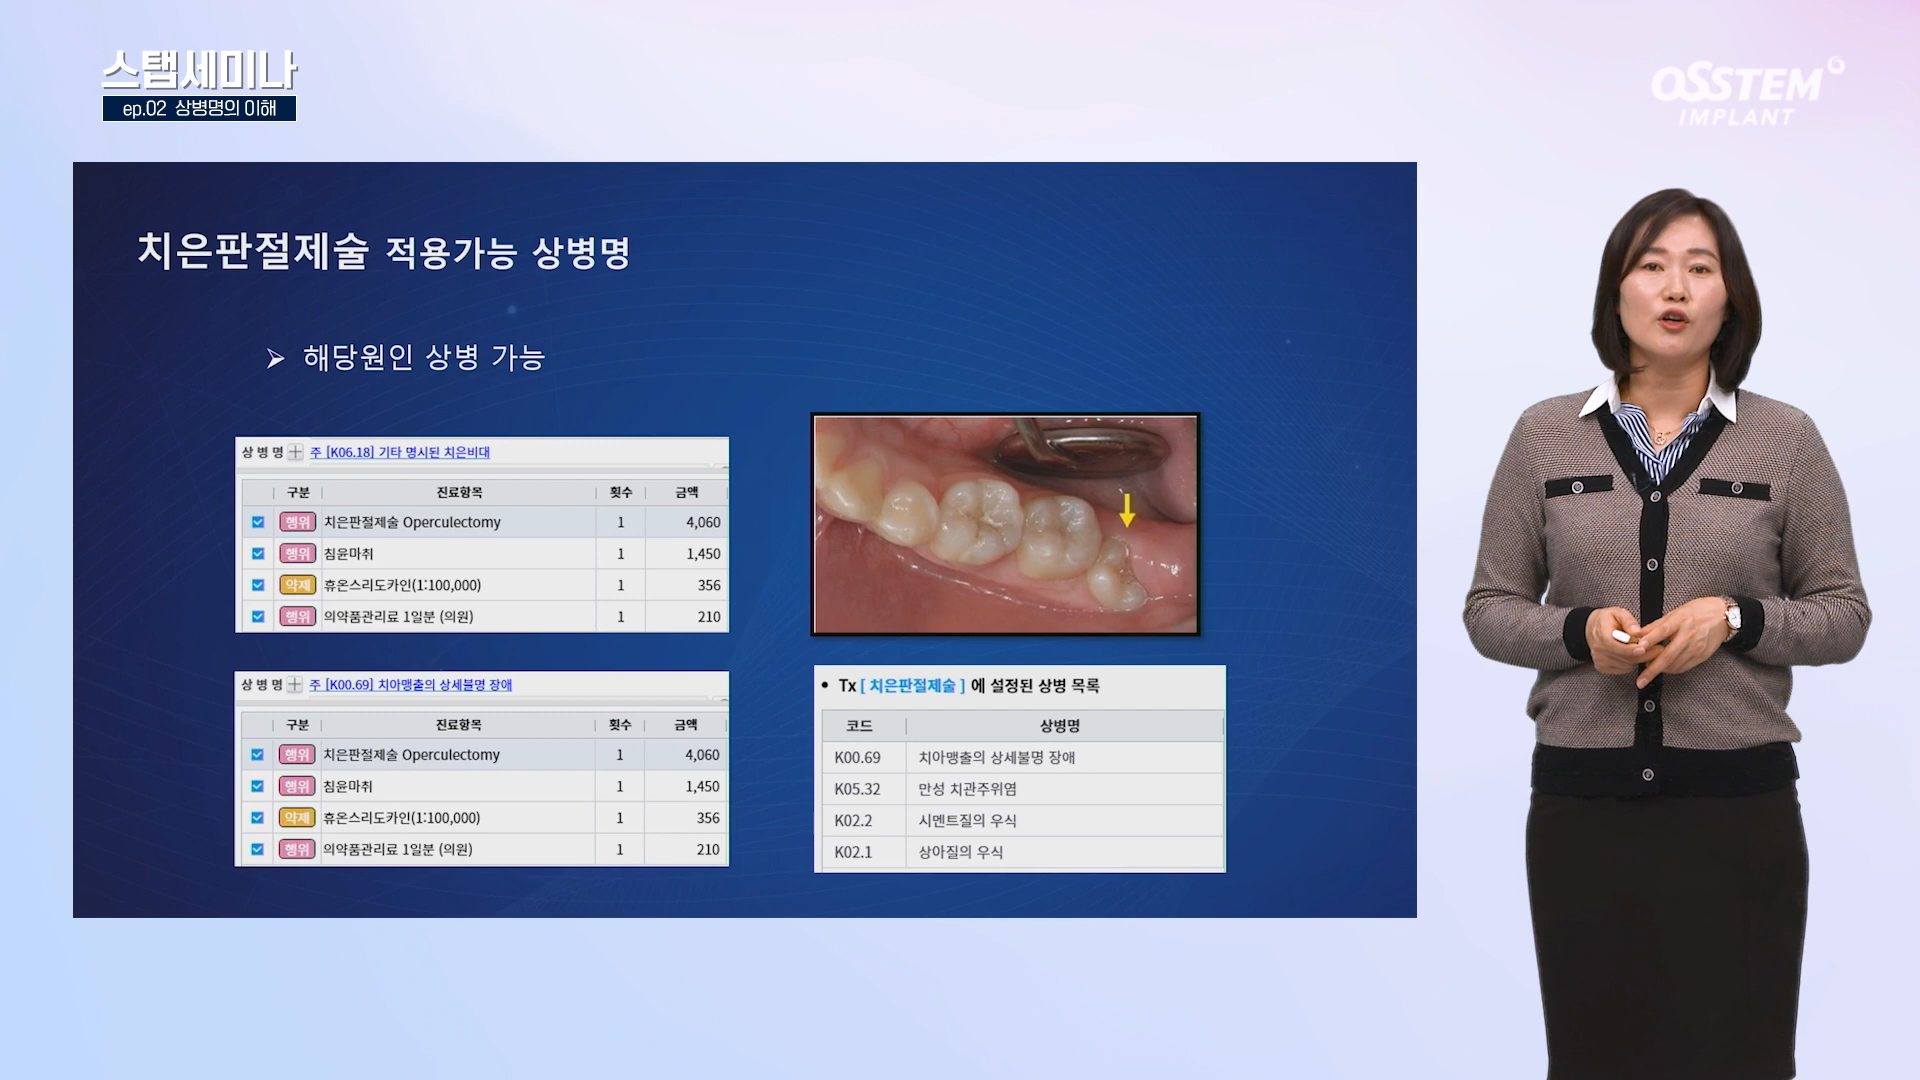 스탭세미나
ep.02 상병명의 이해
OSSTEM
IMPLANT
치은판절제술 적용가능 상병명
➢ 해당원인 상병 가능
상병명 주 [K06.18] 기타 명시된 치은비대
구분 진료항목 횟수 금액
행위 치은판절제술 Operculectomy 1 4,060
행위 침윤마취 1 1,450
약제 휴온스리도카인(1:100,000) 1 356
행위 의약품관리료 1일분 (의원) 1 210
상병명 주 [K00.69] 치아맹출의 상세불명 장애
구분 진료항목 횟수 금액
행위 치은판절제술 Operculectomy 1 4,060
행위 침윤마취 1 1,450
약제 휴온스리도카인(1:100,000) 1 356
행위 의약품관리료 1일분 (의원) 1 210
• Tx [ 치은판절제술 ] 에 설정된 상병 목록
코드 상병명
K00.69 치아맹출의 상세불명 장애
K05.32 만성 치관주위염
K02.2 시멘트질의 우식
K02.1 상아질의 우식